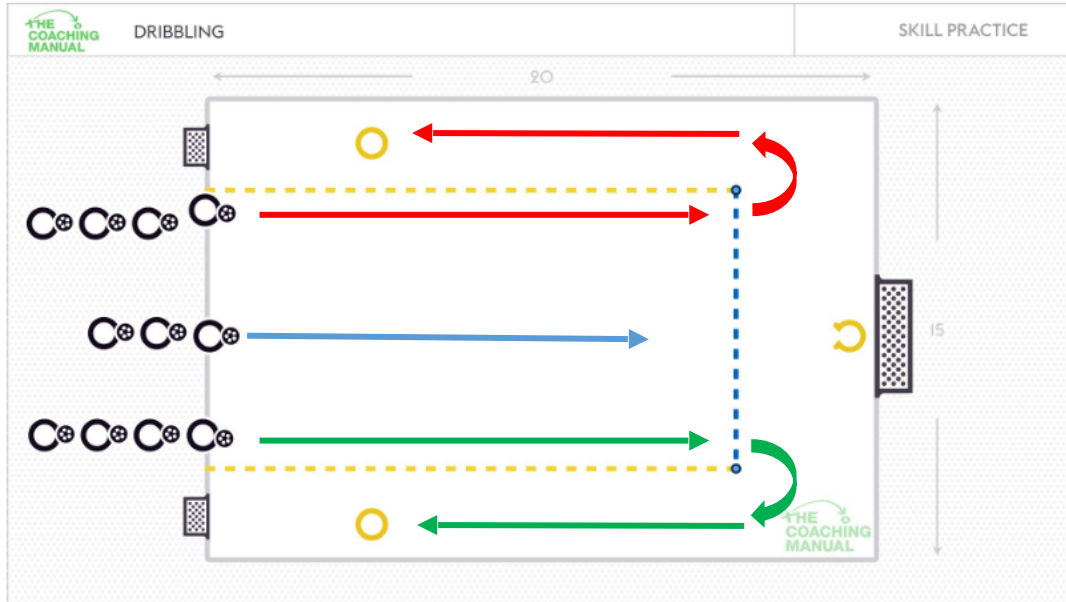 THE
COACHING
MANUAL
DRIBBLING
SKILL PRACTICE
20
15
THE
COACHING
MANUAL